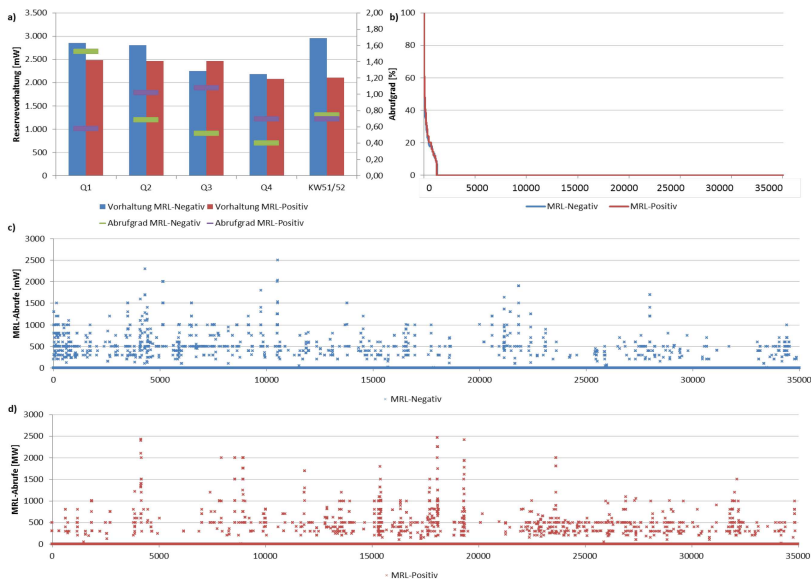 a)
Reservevorhaltung [mW]
3.500
3.000
2.500
2.000
1.500
1.000
500
0
2,00
1,80
1,60
1,40
1,20
1,00
0,80
0,60
0,40
0,20
0,00
Q1 Q2 Q3 Q4 KW51/52
Vorhaltung MRL-Negativ Vorhaltung MRL-Positiv
Abrufgrad MRL-Negativ Abrufgrad MRL-Positiv
b)
Abrufgrad [%]
100
80
60
40
20
0
0 5000 10000 15000 20000 25000 30000 35000
MRL-Negativ MRL-Positiv
c)
MRL-Abrufe [mW]
3000
2500
2000
1500
1000
500
0
0 5000 10000 15000 20000 25000 30000 35000
MRL-Negativ
d)
MRL-Abrufe [MW]
3000
2500
2000
1500
1000
500
0
0 5000 10000 15000 20000 25000 30000 35000
MRL-Positiv